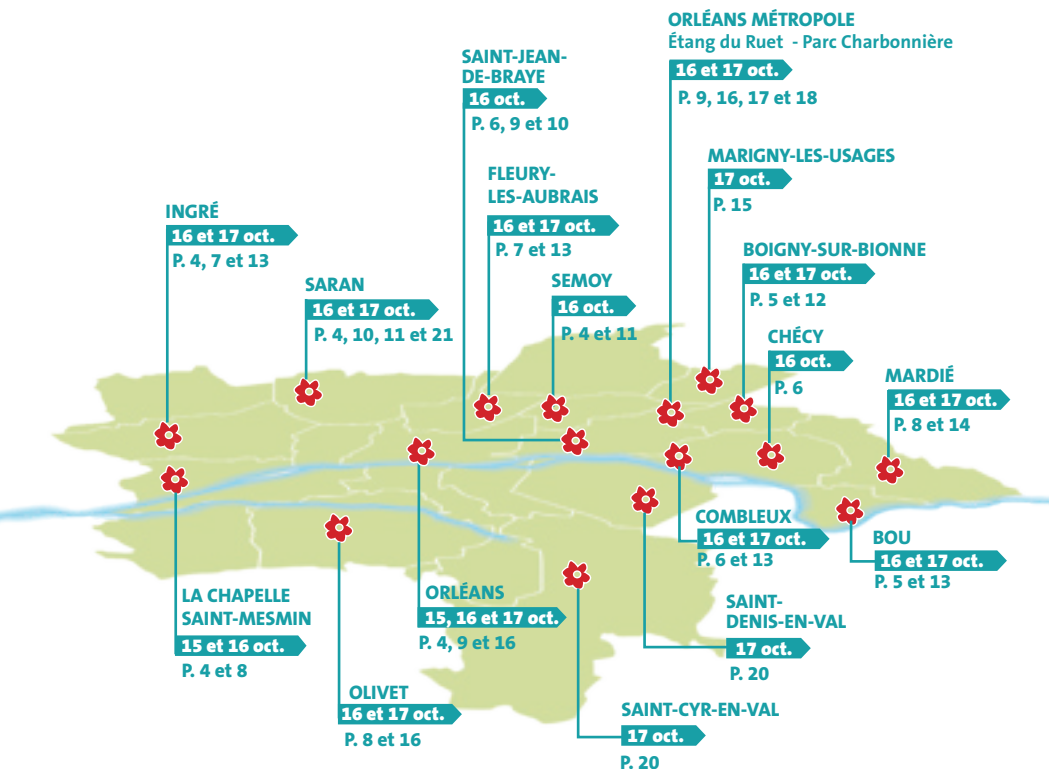 ORLÉANS MÉTROPOLE
Étang du Ruet - Parc Charbonnière
16 et 17 oct.
P. 9, 16, 17 et 18
SAINT-JEAN-
DE-BRAYE
16 oct.
P. 6, 9 et 10
MARIGNY-LES-USAGES
17 oct.
P. 15
FLEURY-
LES-AUBRAIS
16 et 17 oct.
P. 7 et 13
INGRÉ
16 et 17 oct.
P. 4, 7 et 13
BOIGNY-SUR-BIONNE
16 et 17 oct.
P. 5 et 12
SARAN
16 et 17 oct.
P. 4, 10, 11 et 21
SEMOY
16 oct.
P. 4 et 11
CHÉCY
16 oct.
P. 6
MARDIÉ
16 et 17 oct.
P. 8 et 14
COMBLEUX
16 et 17 oct.
P. 6 et 13
BOU
16 et 17 oct.
P. 5 et 13
LA CHAPELLE
SAINT-MESMIN
15 et 16 oct.
P. 4 et 8
ORLÉANS
15, 16 et 17 oct.
P. 4, 9 et 16
SAINT-
DENIS-EN-VAL
17 oct.
P. 20
OLIVET
16 et 17 oct.
P. 8 et 16
SAINT-CYR-EN-VAL
17 oct.
P. 20